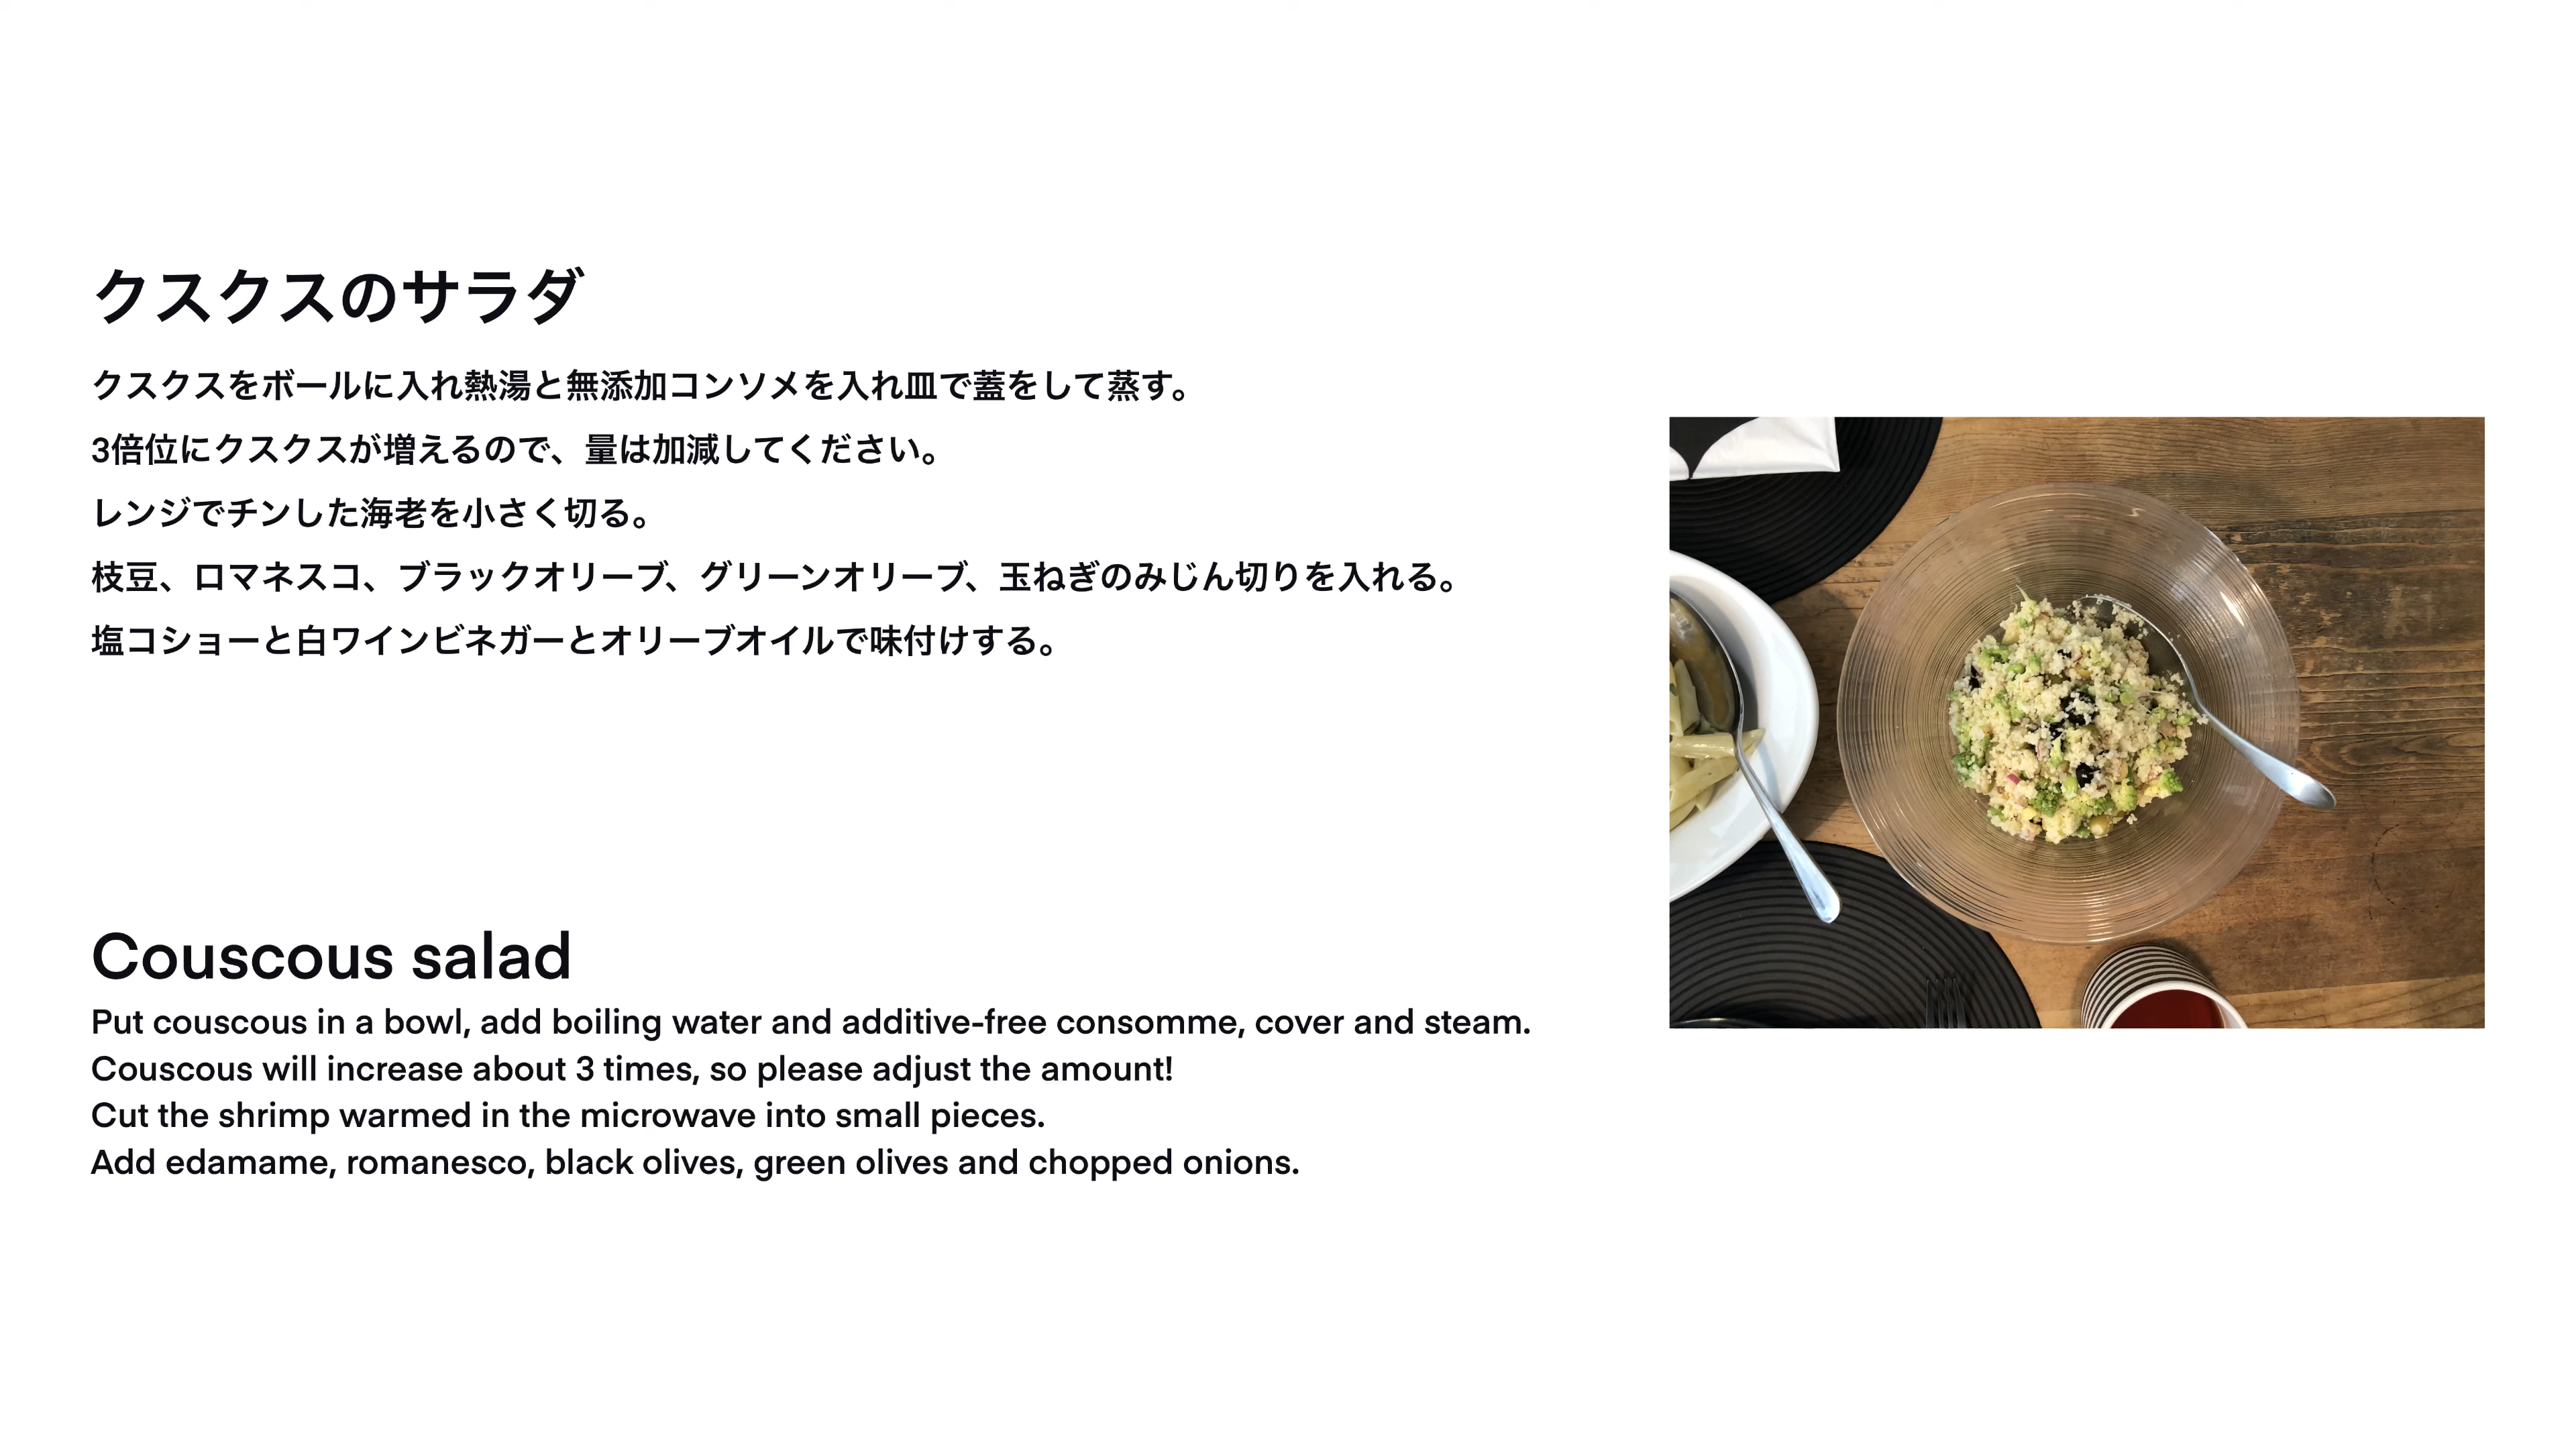 クスクスのサラダ
クスクスをボールに入れ熱湯と無添加コンソメを入れ皿で蓋をして蒸す。
3倍位にクスクスが増えるので、量は加減してください。
レンジでチンした海老を小さく切る。
枝豆、ロマネスコ、ブラックオリーブ、グリーンオリーブ、玉ねぎのみじん切りを入れる。
塩コショーと白ワインビネガーとオリーブオイルで味付けする。
Couscous salad
Put couscous in a bowl, add boiling water and additive-free consomme, cover and steam.
Couscous will increase about 3 times, so please adjust the amount!
Cut the shrimp warmed in the microwave into small pieces.
Add edamame, romanesco, black olives, green olives and chopped onions.